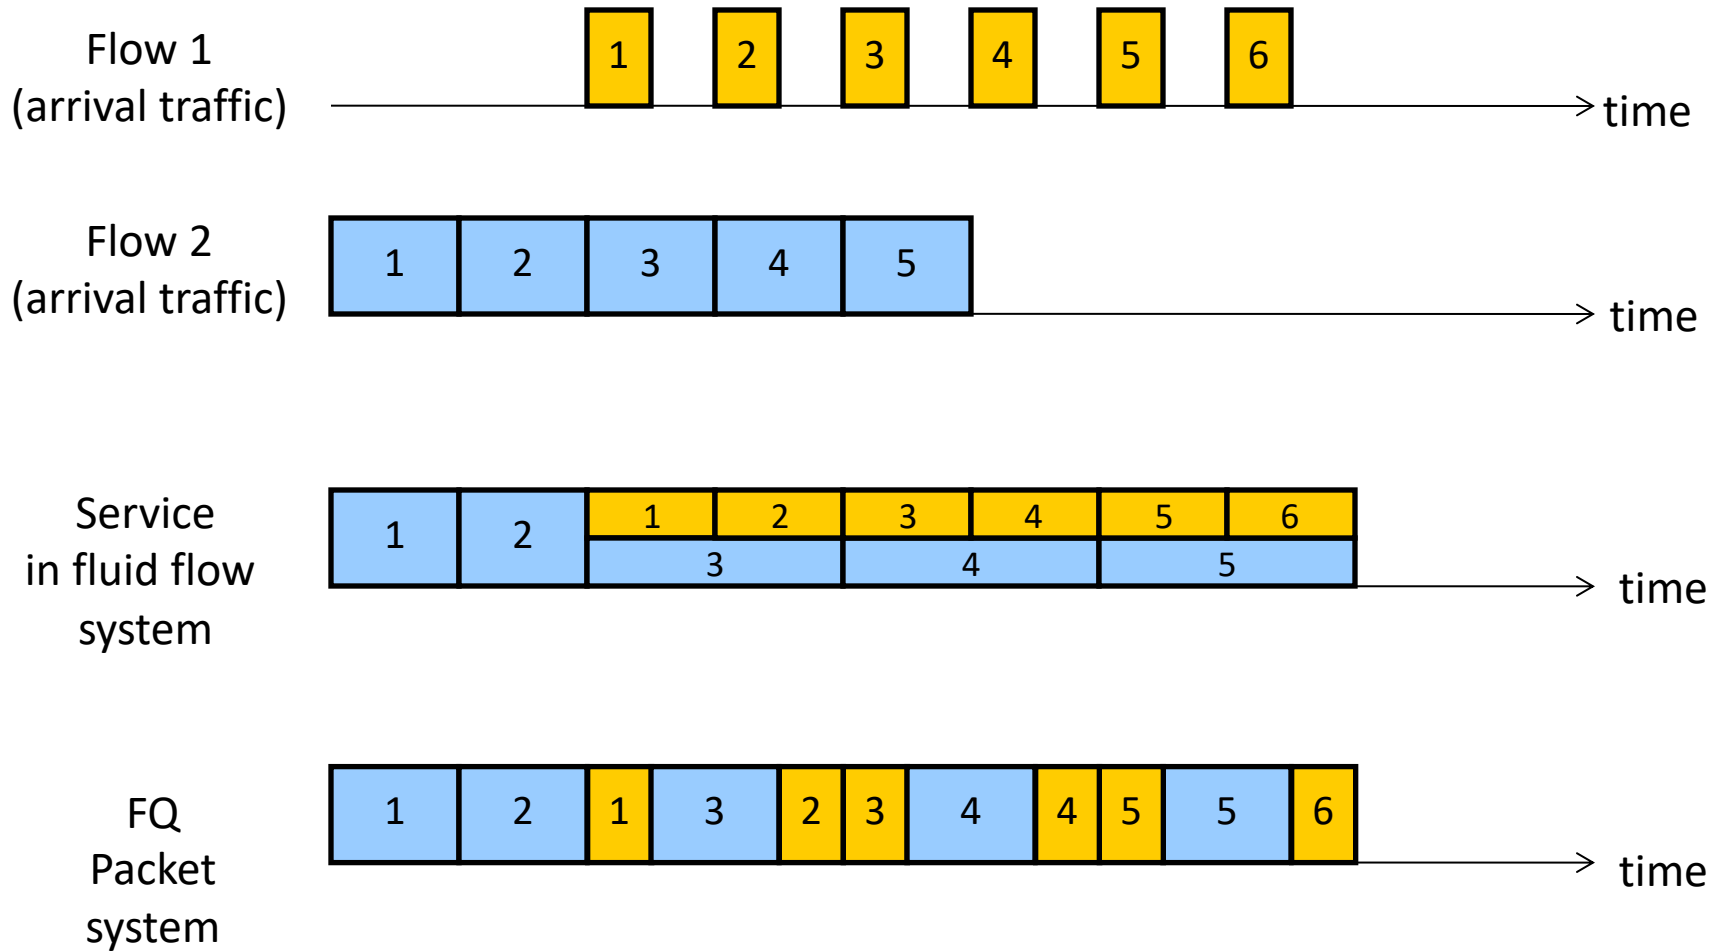 Flow 1
(arrival traffic)
1 2 3 4 5 6
time
Flow 2
(arrival traffic)
1 2 3 4 5
time
Service
in fluid flow
system
1 2
1 2 3 4 5 6
3 4 5
time
FQ
Packet
system
1 2 1 3 2 3 4 4 5 5 6
time